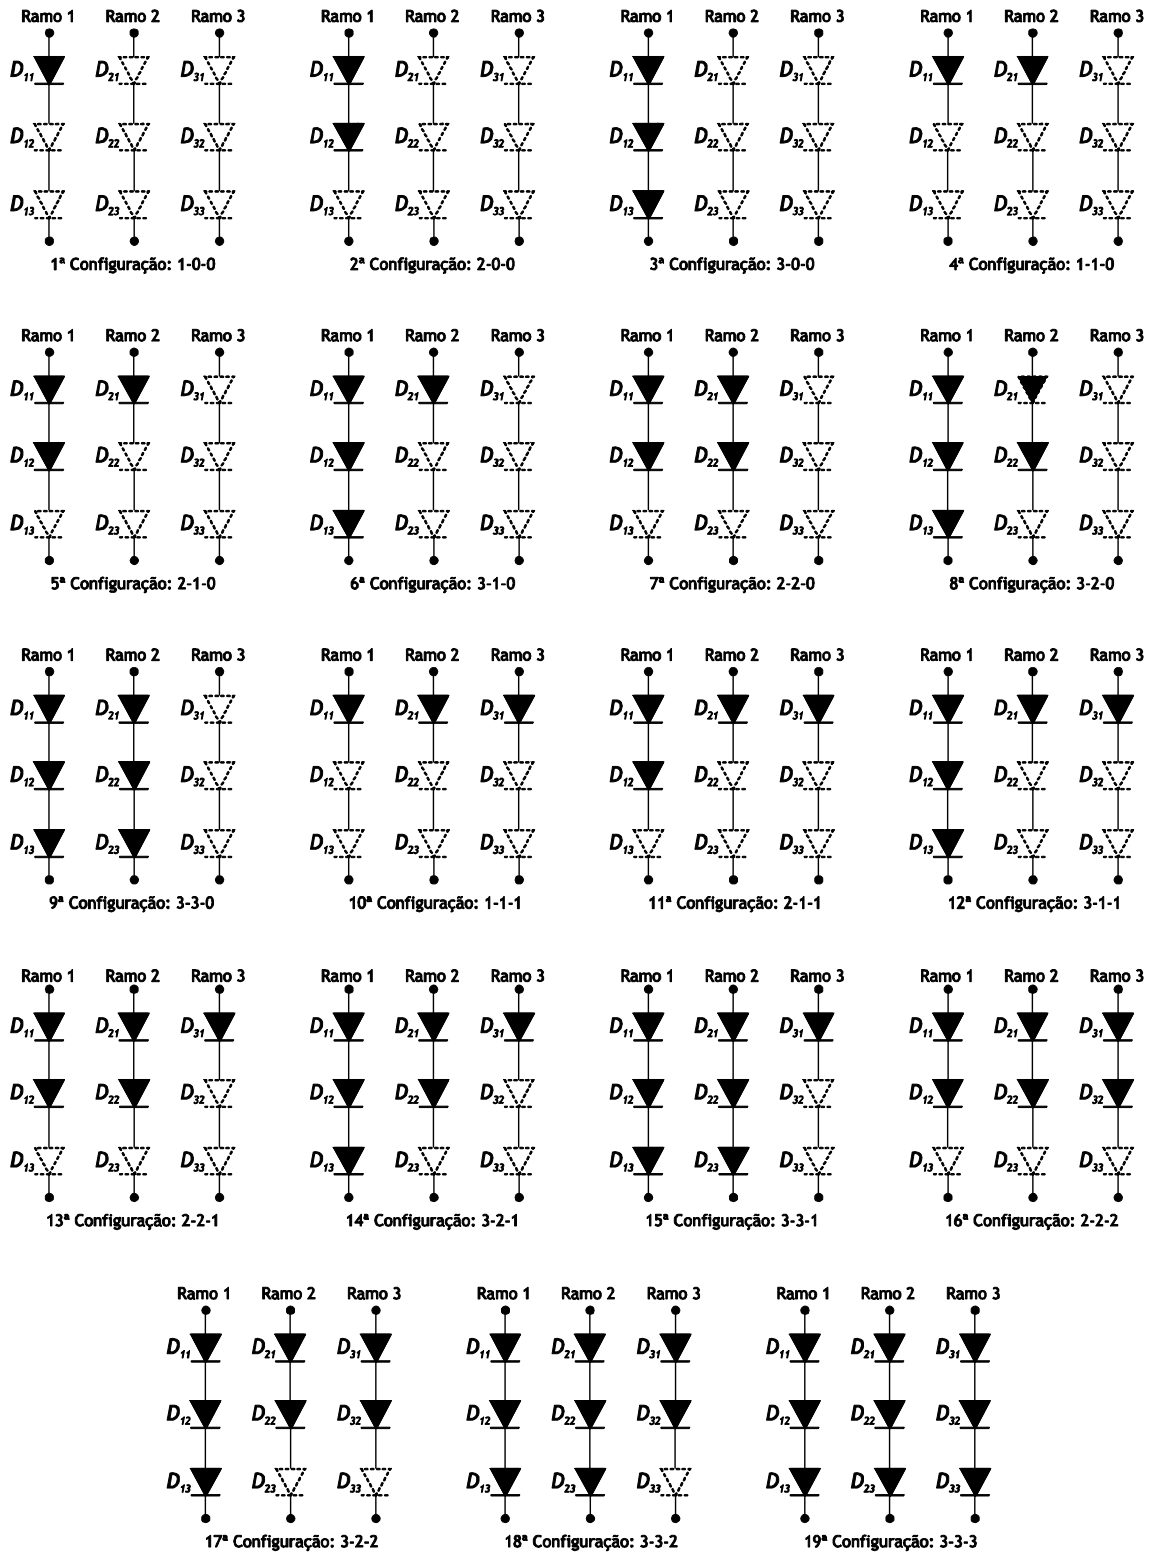 Ramo 1 Ramo 2 Ramo 3 Ramo 1 Ramo 2 Ramo 3 Ramo 1 Ramo 2 Ramo 3 Ramo 1 Ramo 2 Ramo 3
D11 D21 D31 D11 D21 D31 D11 D21 D31 D11 D21 D31
D12 D22 D32 D12 D22 D32 D12 D22 D32 D12 D22 D32
D13 D23 D33 D13 D23 D33 D13 D23 D33 D13 D23 D33
1ª Configuração: 1-0-0 2ª Configuração: 2-0-0 3ª Configuração: 3-0-0 4ª Configuração: 1-1-0
Ramo 1 Ramo 2 Ramo 3 Ramo 1 Ramo 2 Ramo 3 Ramo 1 Ramo 2 Ramo 3 Ramo 1 Ramo 2 Ramo 3
D11 D21 D31 D11 D21 D31 D11 D21 D31 D11 D21 D31
D12 D22 D32 D12 D22 D32 D12 D22 D32 D12 D22 D32
D13 D23 D33 D13 D23 D33 D13 D23 D33 D13 D23 D33
5ª Configuração: 2-1-0 6ª Configuração: 3-1-0 7ª Configuração: 2-2-0 8ª Configuração: 3-2-0
Ramo 1 Ramo 2 Ramo 3 Ramo 1 Ramo 2 Ramo 3 Ramo 1 Ramo 2 Ramo 3 Ramo 1 Ramo 2 Ramo 3
D11 D21 D31 D11 D21 D31 D11 D21 D31 D11 D21 D31
D12 D22 D32 D12 D22 D32 D12 D22 D32 D12 D22 D32
D13 D23 D33 D13 D23 D33 D13 D23 D33 D13 D23 D33
9ª Configuração: 3-3-0 10ª Configuração: 1-1-1 11ª Configuração: 2-1-1 12ª Configuração: 3-1-1
Ramo 1 Ramo 2 Ramo 3 Ramo 1 Ramo 2 Ramo 3 Ramo 1 Ramo 2 Ramo 3 Ramo 1 Ramo 2 Ramo 3
D11 D21 D31 D11 D21 D31 D11 D21 D31 D11 D21 D31
D12 D22 D32 D12 D22 D32 D12 D22 D32 D12 D22 D32
D13 D23 D33 D13 D23 D33 D13 D23 D33 D13 D23 D33
13ª Configuração: 2-2-1 14ª Configuração: 3-2-1 15ª Configuração: 3-3-1 16ª Configuração: 2-2-2
Ramo 1 Ramo 2 Ramo 3 Ramo 1 Ramo 2 Ramo 3 Ramo 1 Ramo 2 Ramo 3
D11 D21 D31 D11 D21 D31 D11 D21 D31
D12 D22 D32 D12 D22 D32 D12 D22 D32
D13 D23 D33 D13 D23 D33 D13 D23 D33
17ª Configuração: 3-2-2 18ª Configuração: 3-3-2 19ª Configuração: 3-3-3